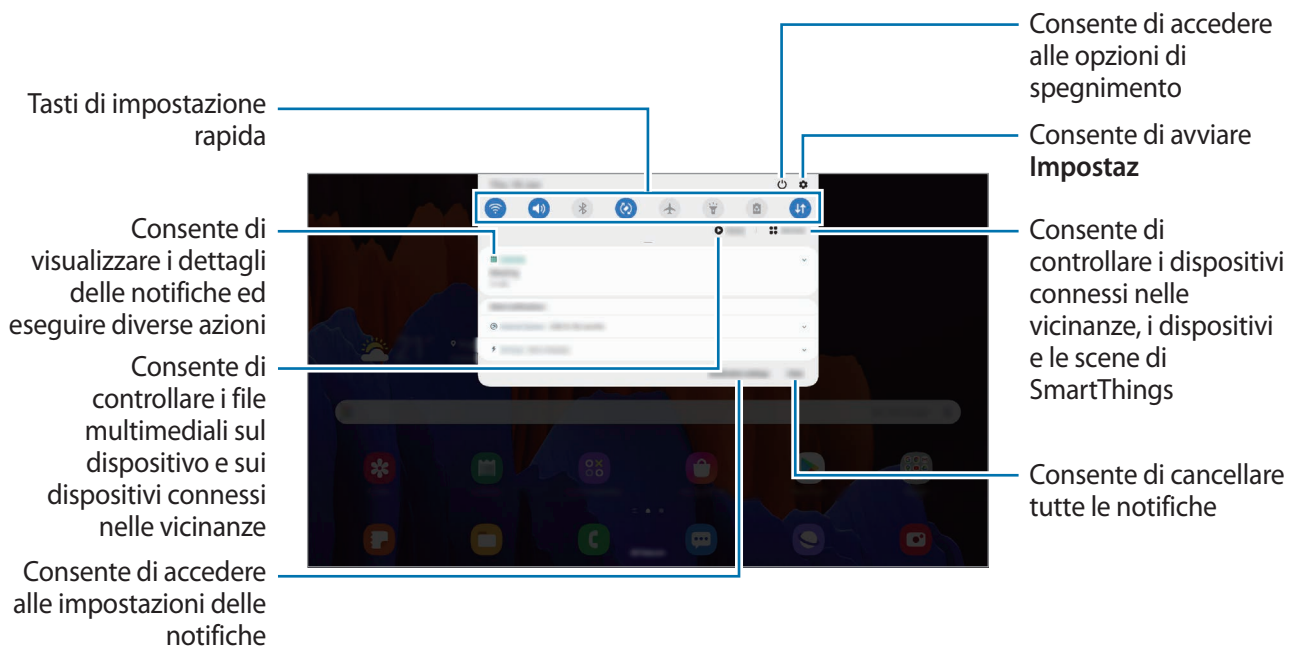 Consente di accedere
alle opzioni di
spegnimento
Tasti di impostazione
rapida
Consente di avviare
Impostaz
Consente di
visualizzare i dettagli
delle notifiche ed
eseguire diverse azioni
Consente di
controllare i dispositivi
connessi nelle
vicinanze, i dispositivi
e le scene di
SmartThings
Consente di
controllare i file
multimediali sul
dispositivo e sui
dispositivi connessi
nelle vicinanze
Consente di cancellare
tutte le notifiche
Consente di accedere
alle impostazioni delle
notifiche